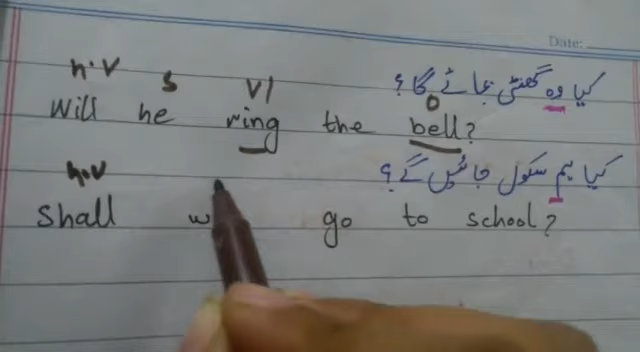 Date:
h.v s v1 کیا وہ گھنٹی بجائے گا؟
o
Will he ring the bell?
h.v کیا ہم سکول جائیں گے؟
Shall go to school?